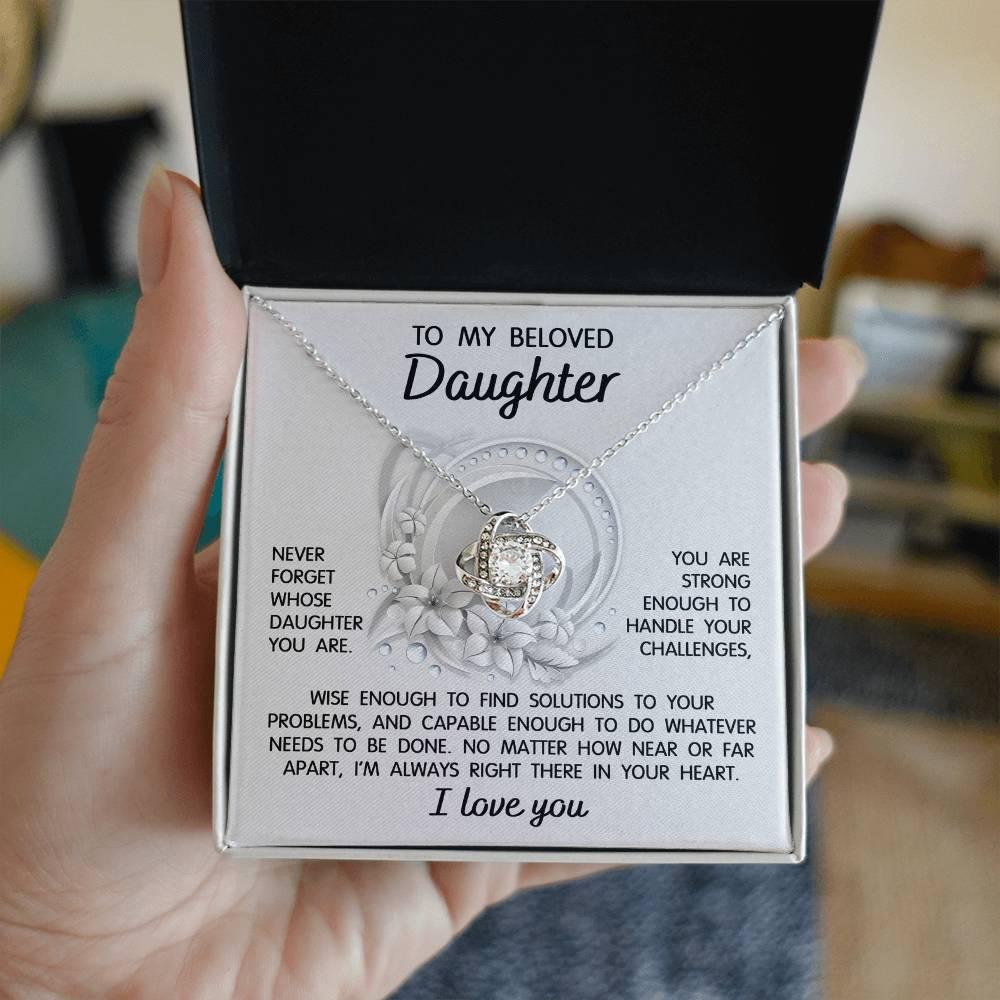 TO MY BELOVED
Daughter
NEVER
FORGET
WHOSE
DAUGHTER
YOU ARE.
YOU ARE
STRONG
ENOUGH TO
HANDLE YOUR
CHALLENGES,
WISE ENOUGH TO FIND SOLUTIONS TO YOUR
PROBLEMS, AND CAPABLE ENOUGH TO DO WHATEVER
NEEDS TO BE DONE. NO MATTER HOW NEAR OR FAR
APART, I'M ALWAYS RIGHT THERE IN YOUR HEART.
I love you